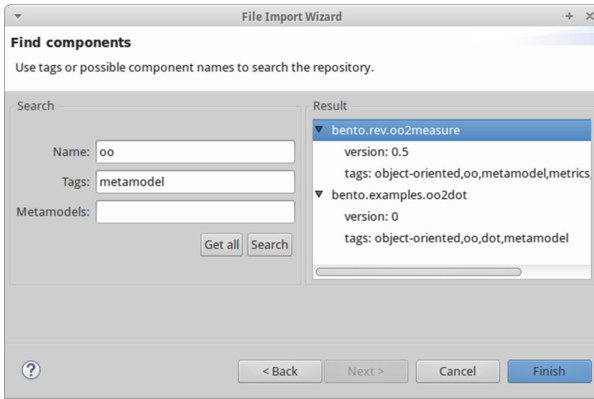 File Import Wizard
Find components
Use tags or possible component names to search the repository.
Search
Name: oo
Tags: metamodel
Metamodels:
Get all Search
Result
bento.rev.oo2measure
version: 0.5
tags: object-oriented,oo,metamodel,metrics,
bento.examples.oo2dot
version: 0
tags: object-oriented,oo,dot,metamodel
? < Back Next > Cancel Finish